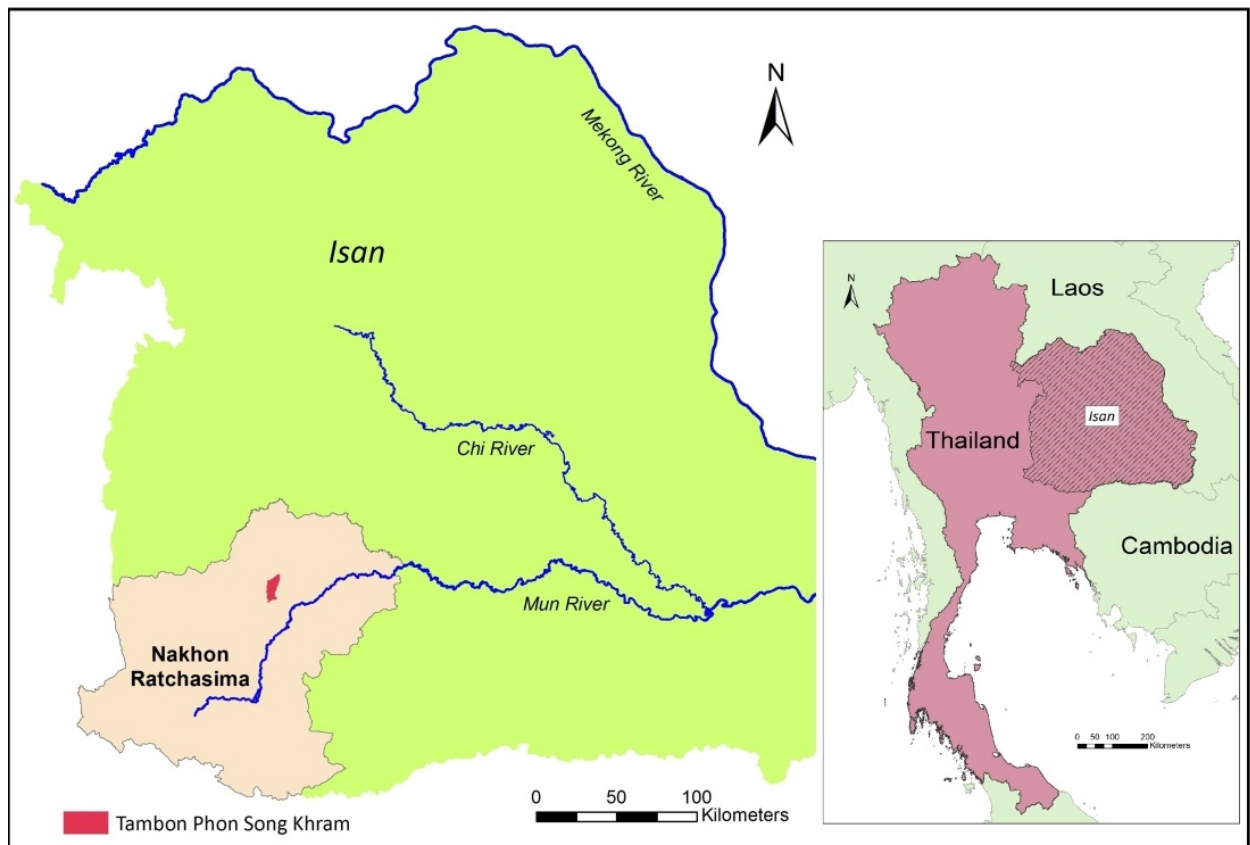 N
Mekong River
Isan
Chi River
Mun River
Nakhon
Ratchasima
Tambon Phon Song Khram
0 50 100
Kilometers
N
Laos
Isan
Thailand
Cambodia
0 50 100 200
Kilometers